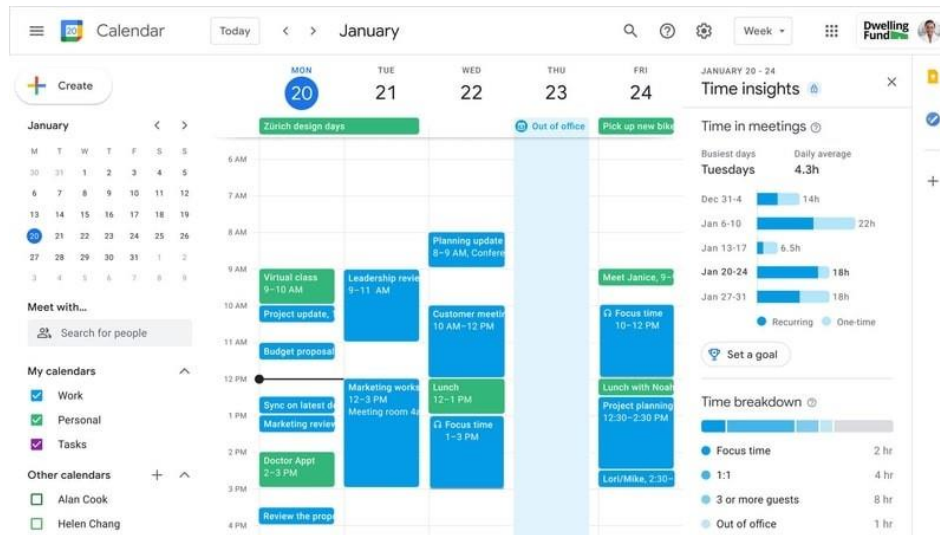 Calendar
Today
January
Week
Dwelling
Fund
Create
January
M T W T F S S
30 31 1 2 3 4 5
6 7 8 9 10 11 12
13 14 15 16 17 18 19
20 21 22 23 24 25 26
27 28 29 30 31 1 2
3 4 5 6 7 8 9
Meet with...
Search for people
My calendars
Work
Personal
Tasks
Other calendars
Alan Cook
Helen Chang
MON TUE WED THU FRI
20 21 22 23 24
Zürich design days
Out of office
Pick up new bike
6 AM
7 AM
8 AM
9 AM
10 AM
11 AM
12 PM
1 PM
2 PM
3 PM
4 PM
Virtual class
9–10 AM
Project update, 1
Budget proposal
Sync on latest de
Marketing review
Doctor Appt
2–3 PM
Review the prop
Leadership revie
9–11 AM
Marketing works
12–3 PM
Meeting room 4a
Planning update
8–9 AM, Confere
Customer meetin
10 AM–12 PM
Lunch
12–1 PM
Focus time
1–3 PM
Meet Janice, 9–
Focus time
10–12 PM
Lunch with Noah
Project planning
12:30–2:30 PM
Lori/Mike, 2:30–
JANUARY 20 - 24
Time insights
Time in meetings
Busiest days Daily average
Tuesdays 4.3h
Dec 31-4 14h
Jan 6-10 22h
Jan 13-17 6.5h
Jan 20-24 18h
Jan 27-31 18h
Recurring One-time
Set a goal
Time breakdown
Focus time 2 hr
1:1 4 hr
3 or more guests 8 hr
Out of office 1 hr